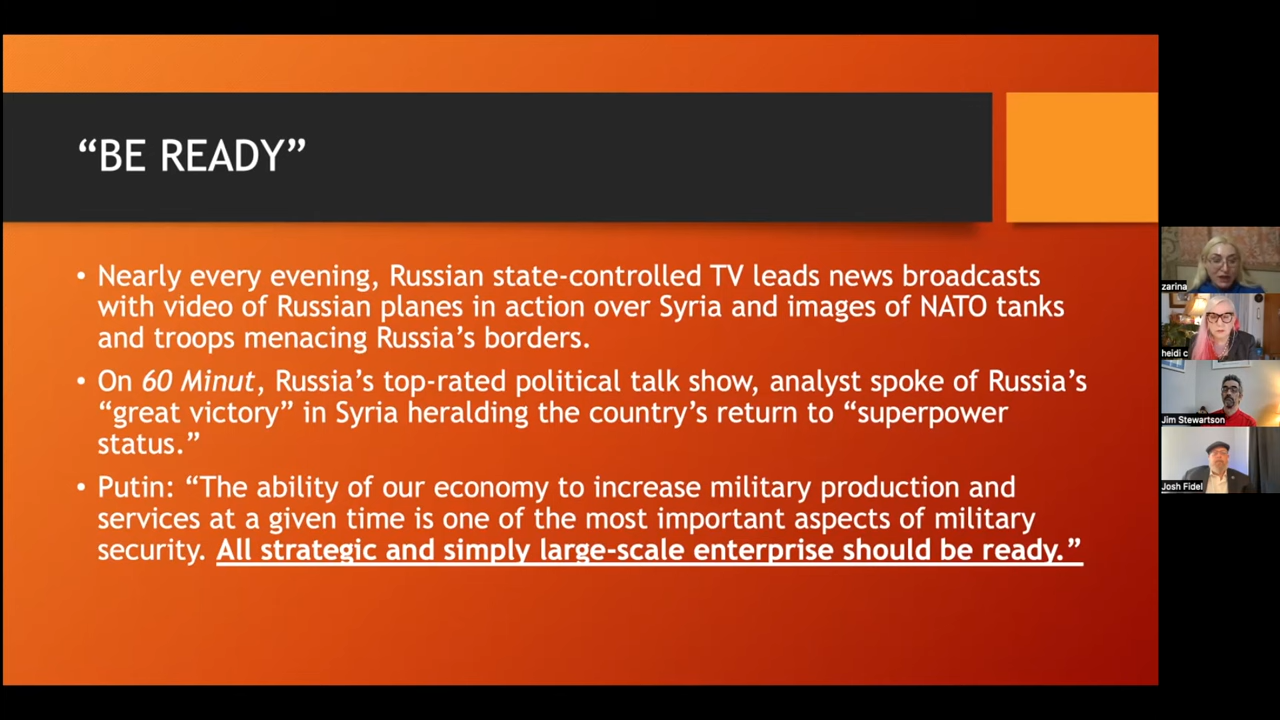 “BE READY”
• Nearly every evening, Russian state-controlled TV leads news broadcasts
with video of Russian planes in action over Syria and images of NATO tanks
and troops menacing Russia’s borders.
• On 60 Minut, Russia’s top-rated political talk show, analyst spoke of Russia’s
“great victory” in Syria heralding the country’s return to “superpower
status.”
• Putin: “The ability of our economy to increase military production and
services at a given time is one of the most important aspects of military
security. All strategic and simply large-scale enterprise should be ready.”
zarina
heidi c
Jim Stewartson
Josh Fidel